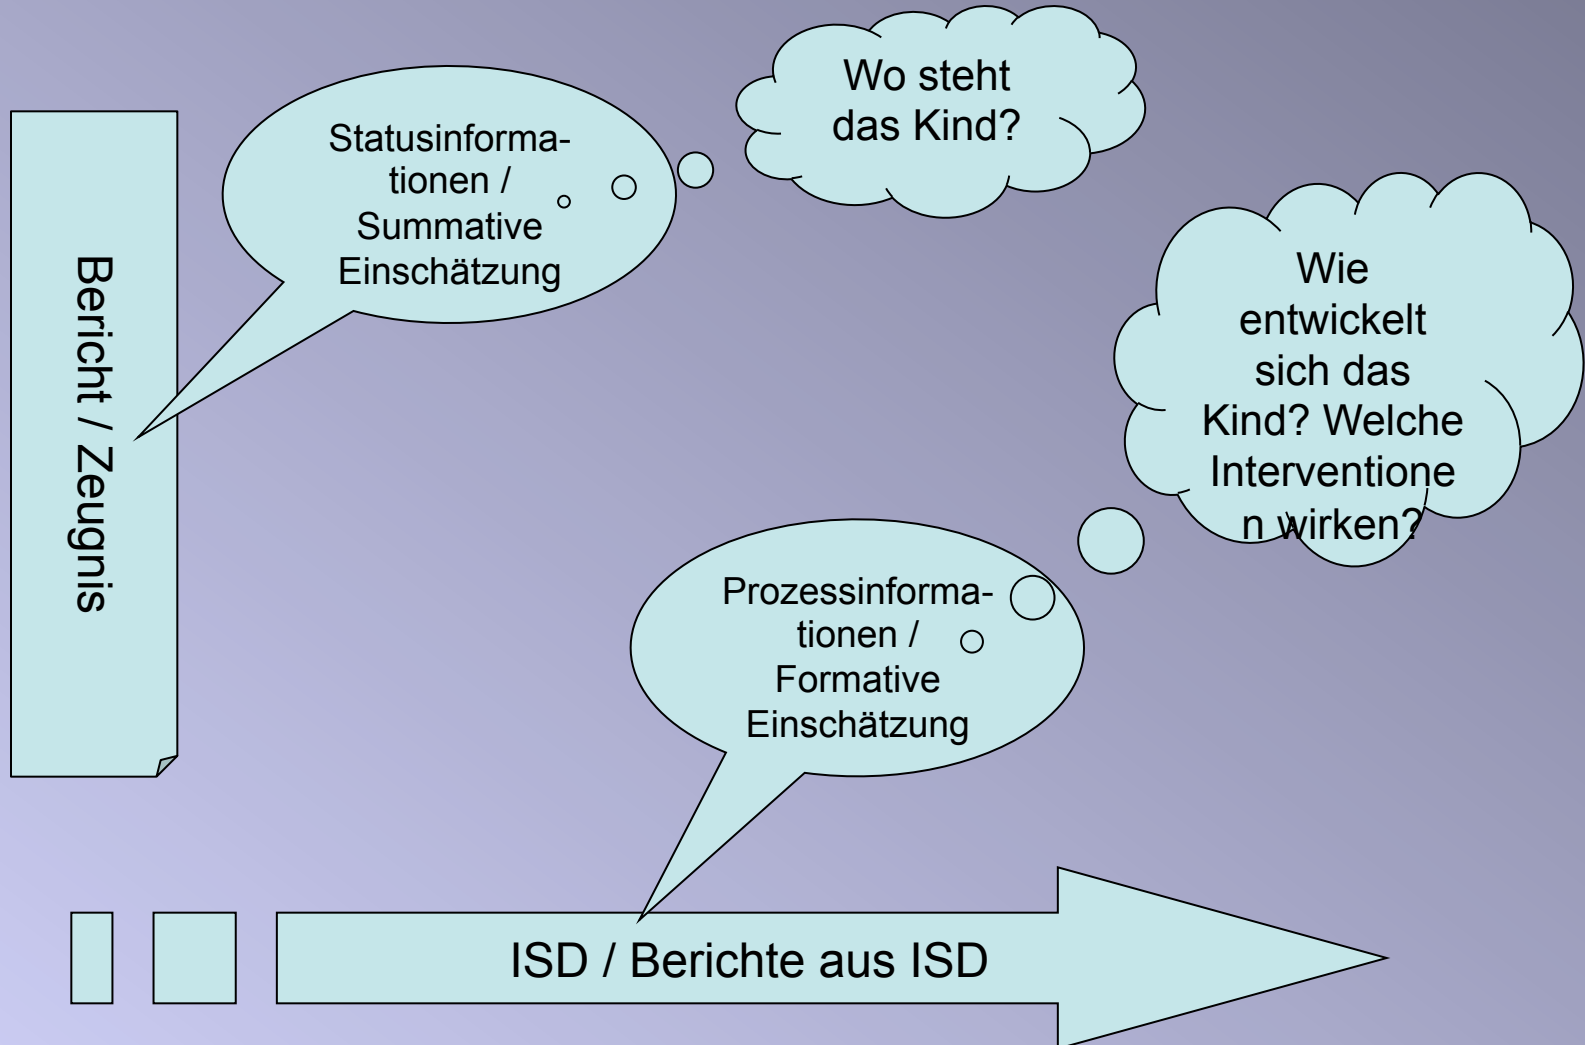 Wo steht
das Kind?
Statusinforma-
tionen /
Summative
Einschätzung
Bericht / Zeugnis
Wie
entwickelt
sich das
Kind? Welche
Interventione
n wirken?
Prozessinforma-
tionen /
Formative
Einschätzung
ISD / Berichte aus ISD